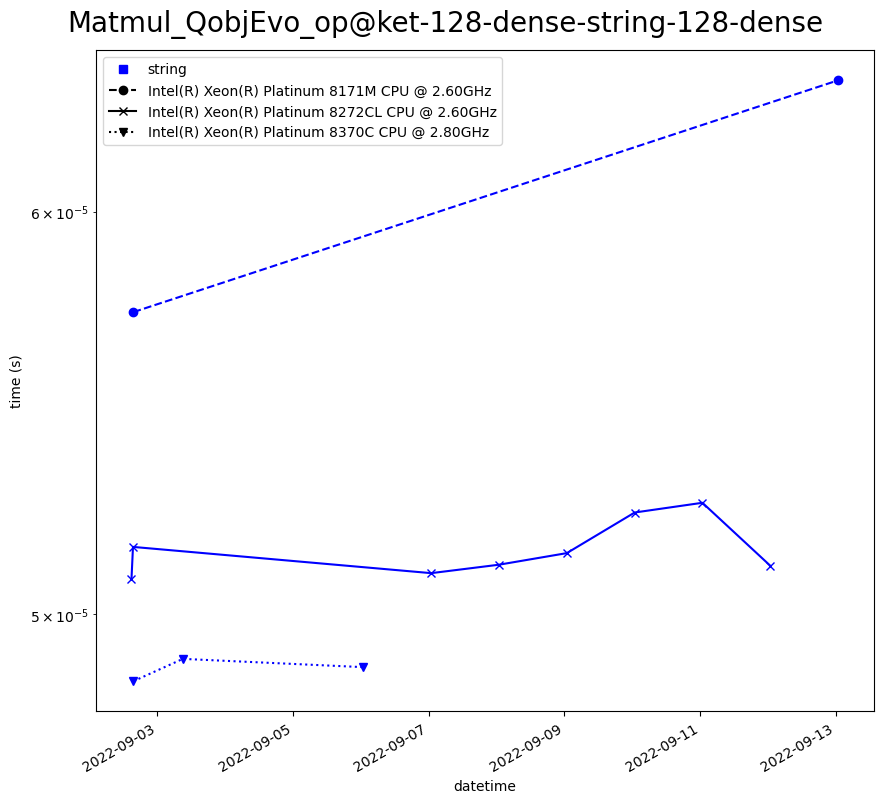 Matmul_QobjEvo_op@ket-128-dense-string-128-dense
string
Intel(R) Xeon(R) Platinum 8171M CPU @ 2.60GHz
Intel(R) Xeon(R) Platinum 8272CL CPU @ 2.60GHz
Intel(R) Xeon(R) Platinum 8370C CPU @ 2.80GHz
6 × 10⁻⁵
time (s)
5 × 10⁻⁵
2022-09-03
2022-09-05
2022-09-07
2022-09-09
2022-09-11
2022-09-13
datetime